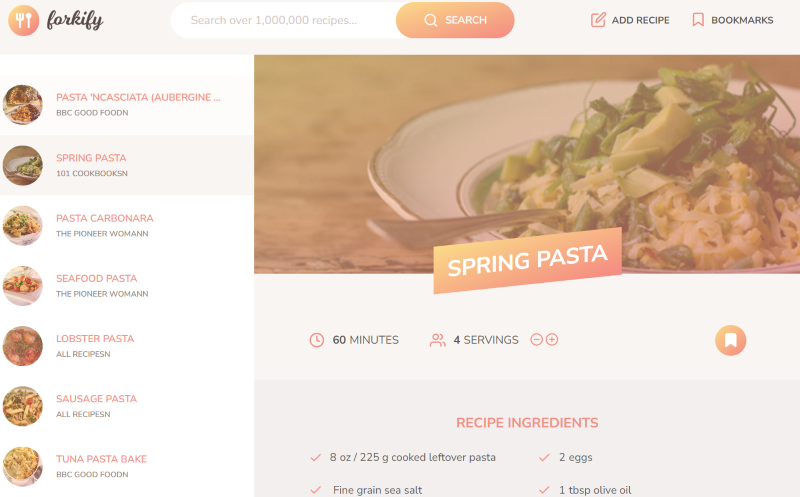 forkify
Search over 1,000,000 recipes...
SEARCH
ADD RECIPE
BOOKMARKS
PASTA 'NCASCIATA (AUBERGINE ...
BBC GOOD FOODN
SPRING PASTA
101 COOKBOOKSN
PASTA CARBONARA
THE PIONEER WOMANN
SEAFOOD PASTA
THE PIONEER WOMANN
LOBSTER PASTA
ALL RECIPESN
SAUSAGE PASTA
ALL RECIPESN
TUNA PASTA BAKE
BBC GOOD FOODN
SPRING PASTA
60 MINUTES
4 SERVINGS
RECIPE INGREDIENTS
8 oz / 225 g cooked leftover pasta
2 eggs
Fine grain sea salt
1 tbsp olive oil